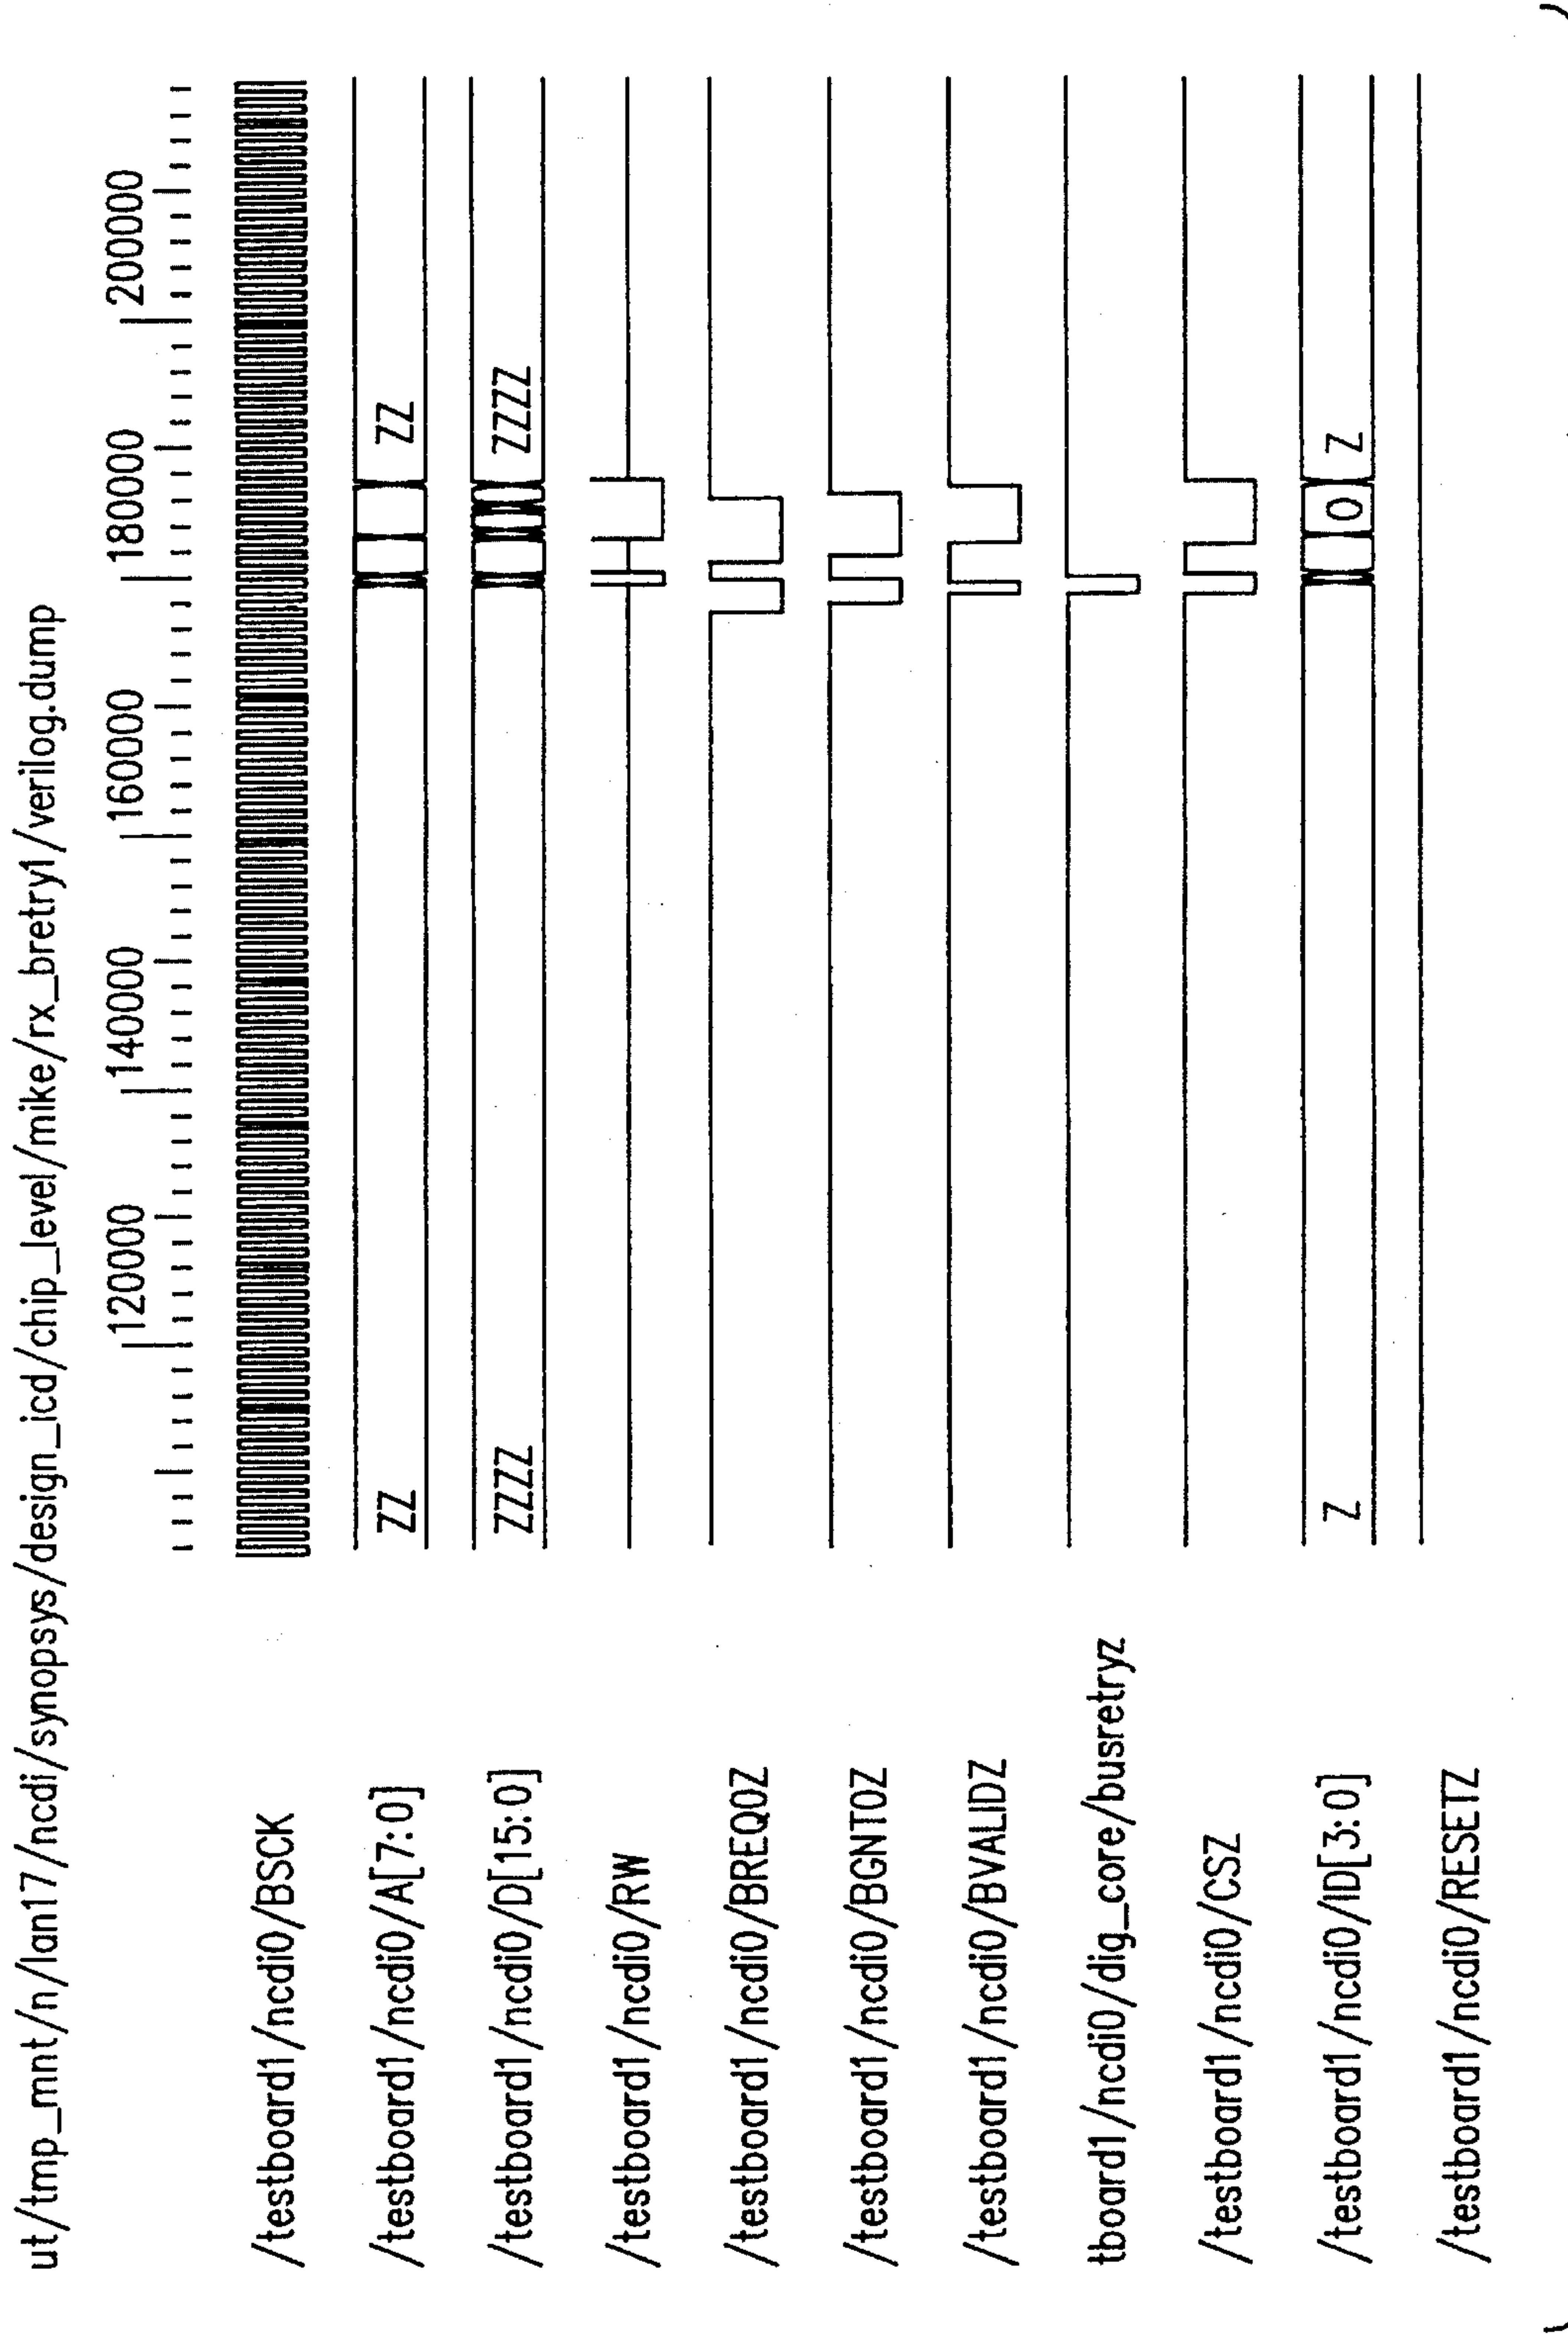 ut/tmp_mnt/n/lan17/ncdi/synopsys/design_icd/chip_level/mike/rx_bretry1/verilog.dump
120000 140000 160000 180000 200000
/testboard1/ncdi0/BSCK
/testboard1/ncdi0/A[7:0] ZZ ZZ
/testboard1/ncdi0/D[15:0] ZZZZ ZZZZ
/testboard1/ncdi0/RW
/testboard1/ncdi0/BREQ0Z
/testboard1/ncdi0/BGNT0Z
/testboard1/ncdi0/BVALIDZ
tboard1/ncdi0/dig_core/busretryz
/testboard1/ncdi0/CSZ
/testboard1/ncdi0/ID[3:0] Z 0 Z
/testboard1/ncdi0/RESETZ